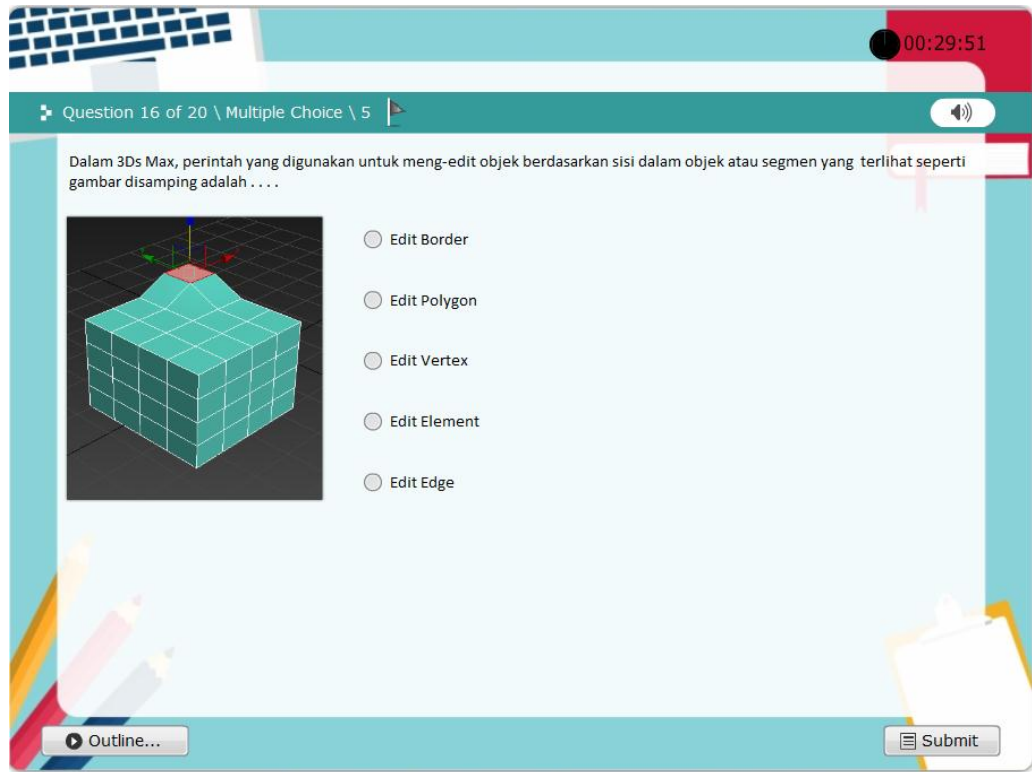 00:29:51
Question 16 of 20 \ Multiple Choice \ 5
Dalam 3Ds Max, perintah yang digunakan untuk meng-edit objek berdasarkan sisi dalam objek atau segmen yang terlihat seperti
gambar disamping adalah . . . .
Edit Border
Edit Polygon
Edit Vertex
Edit Element
Edit Edge
Outline...
Submit